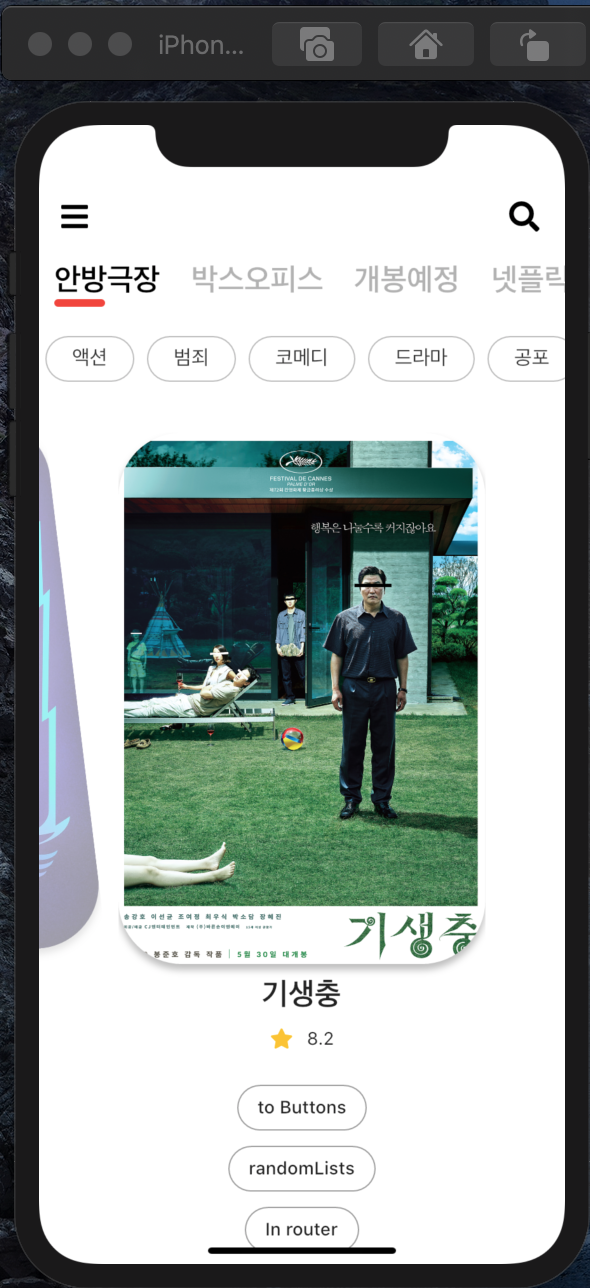 iPhon...
안방극장
박스오피스
개봉예정
넷플릭
액션
범죄
코메디
드라마
공포
FESTIVAL DE CANNES
PALME D'OR
행복은 나눌수록 커지잖아요
송강호 이선균 조여정 최우식 박소담 장혜진
봉준호 감독 작품 | 5월 30일 대개봉
기생충
기생충
8.2
to Buttons
randomLists
In router